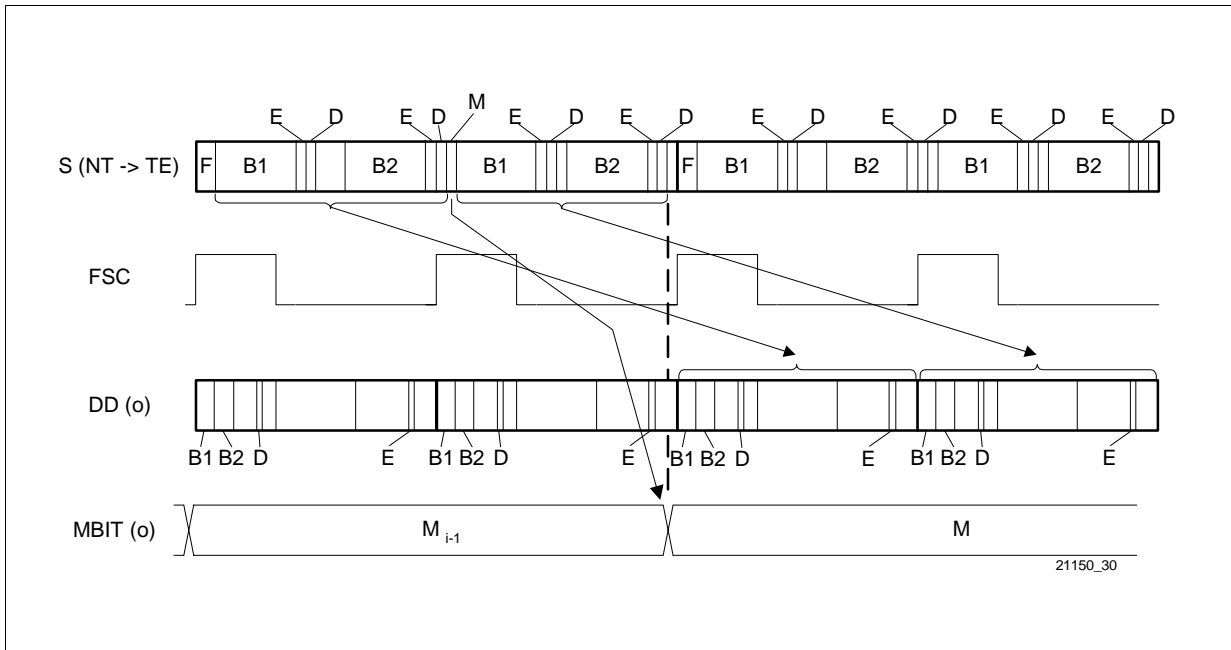 E D E D M E D E D E D E D E D E D
S (NT -> TE) F B1 B2 B1 B2 F B1 B2 B1 B2
FSC
DD (o)
B1 B2 D E B1 B2 D E B1 B2 D E B1 B2 D E
MBIT (o) M i-1 M
21150_30